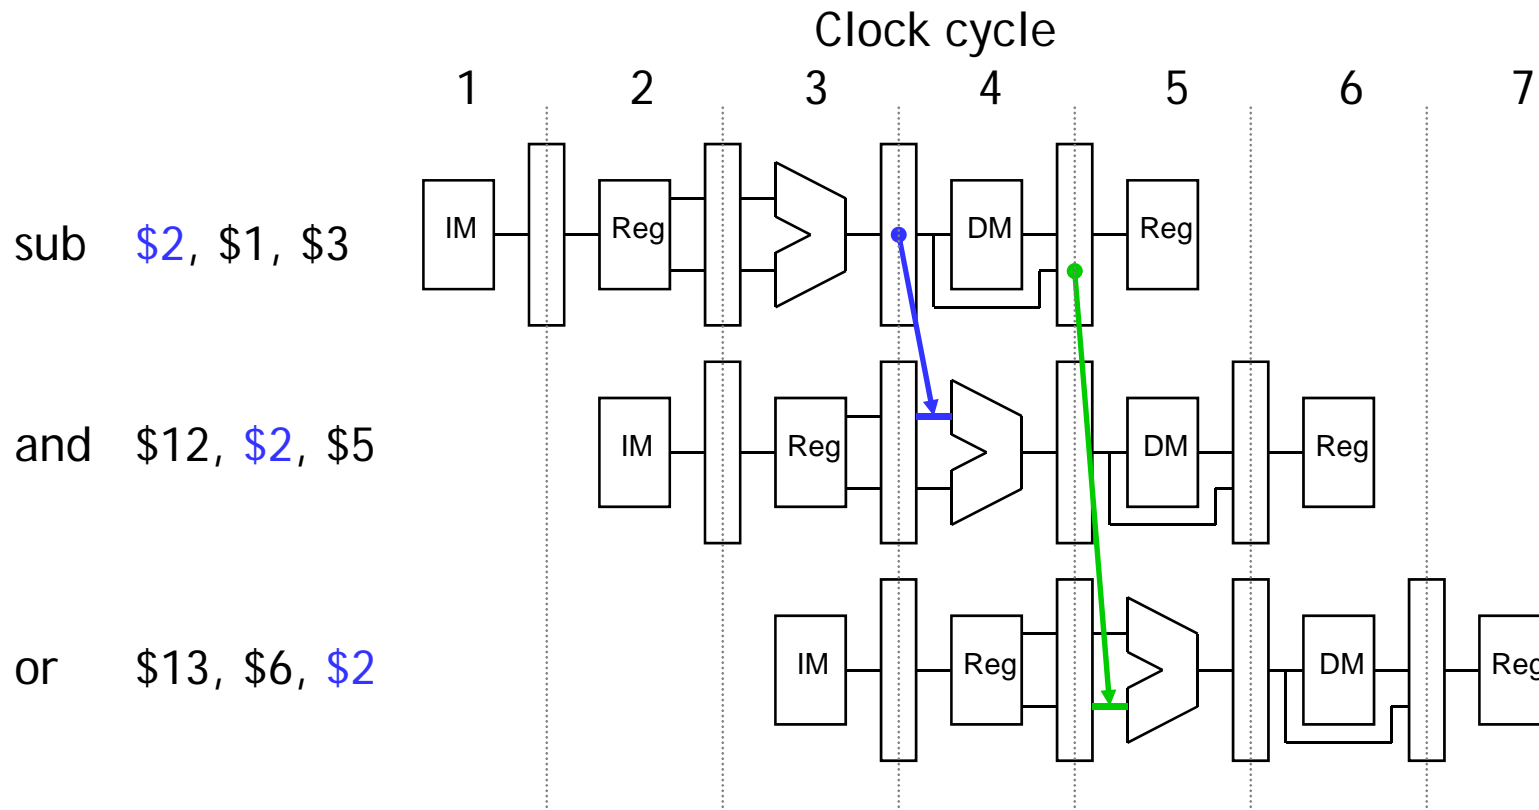 Clock cycle
1 2 3 4 5 6 7
sub $2, $1, $3 IM Reg DM Reg
and $12, $2, $5 IM Reg DM Reg
or $13, $6, $2 IM Reg DM Reg